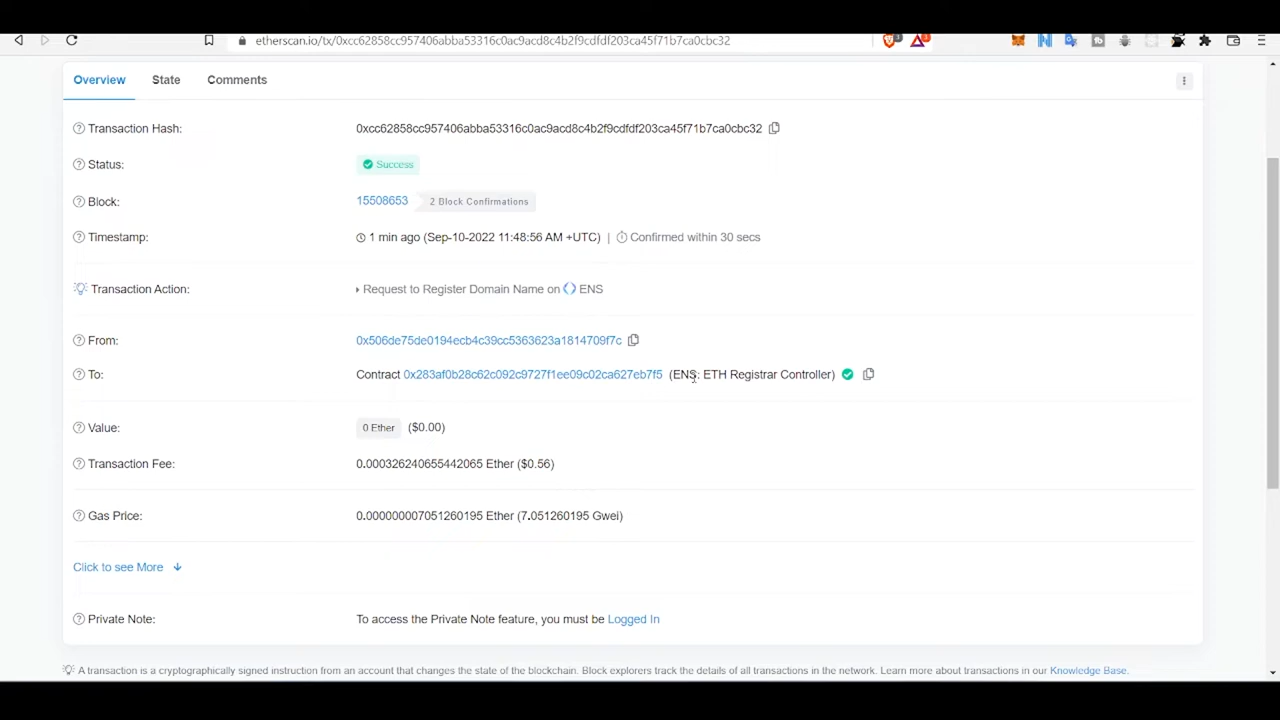 etherscan.io/tx/0xcc62858cc957406abba53316c0ac9acd8c4b2f9cdfdf203ca45f71b7ca0cbc32
Overview State Comments
Transaction Hash: 0xcc62858cc957406abba53316c0ac9acd8c4b2f9cdfdf203ca45f71b7ca0cbc32
Status: Success
Block: 15508653 2 Block Confirmations
Timestamp: 1 min ago (Sep-10-2022 11:48:56 AM +UTC) | Confirmed within 30 secs
Transaction Action: Request to Register Domain Name on ENS
From: 0x506de75de0194ecb4c39cc5363623a1814709f7c
To: Contract 0x283af0b28c62c092c9727f1ee09c02ca627eb7f5 (ENS: ETH Registrar Controller)
Value: 0 Ether ($0.00)
Transaction Fee: 0.000326240655442065 Ether ($0.56)
Gas Price: 0.000000007051260195 Ether (7.051260195 Gwei)
Click to see More
Private Note: To access the Private Note feature, you must be Logged In
A transaction is a cryptographically signed instruction from an account that changes the state of the blockchain. Block explorers track the details of all transactions in the network. Learn more about transactions in our Knowledge Base.